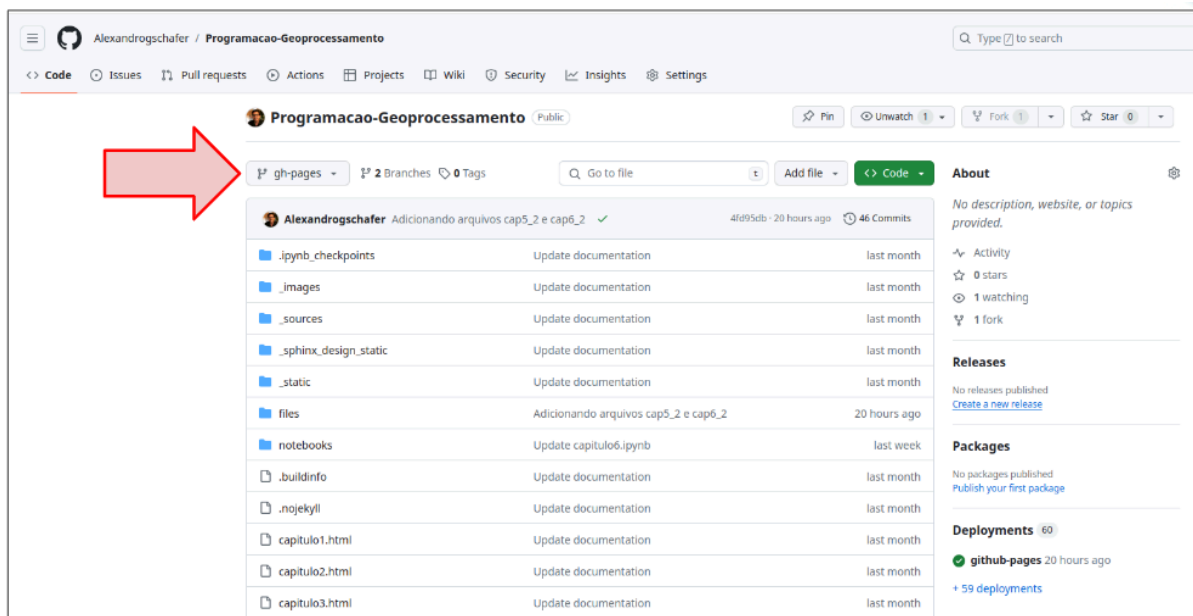 Alexandrogschafer / Programacao-Geoprocessamento
Type / to search
<> Code Issues Pull requests Actions Projects Wiki Security Insights Settings
Programacao-Geoprocessamento Public
Pin Unwatch 1 Fork 1 Star 0
gh-pages 2 Branches 0 Tags Go to file t Add file <> Code
Alexandrogschafer Adicionando arquivos cap5_2 e cap6_2 4fd95db · 20 hours ago 46 Commits
.ipynb_checkpoints Update documentation last month
_images Update documentation last month
_sources Update documentation last month
_sphinx_design_static Update documentation last month
_static Update documentation last month
files Adicionando arquivos cap5_2 e cap6_2 20 hours ago
notebooks Update capitulo6.ipynb last week
.buildinfo Update documentation last month
.nojekyll Update documentation last month
capitulo1.html Update documentation last month
capitulo2.html Update documentation last month
capitulo3.html Update documentation last month
About
No description, website, or topics
provided.
Activity
0 stars
1 watching
1 fork
Releases
No releases published
Create a new release
Packages
No packages published
Publish your first package
Deployments 60
github-pages 20 hours ago
+ 59 deployments